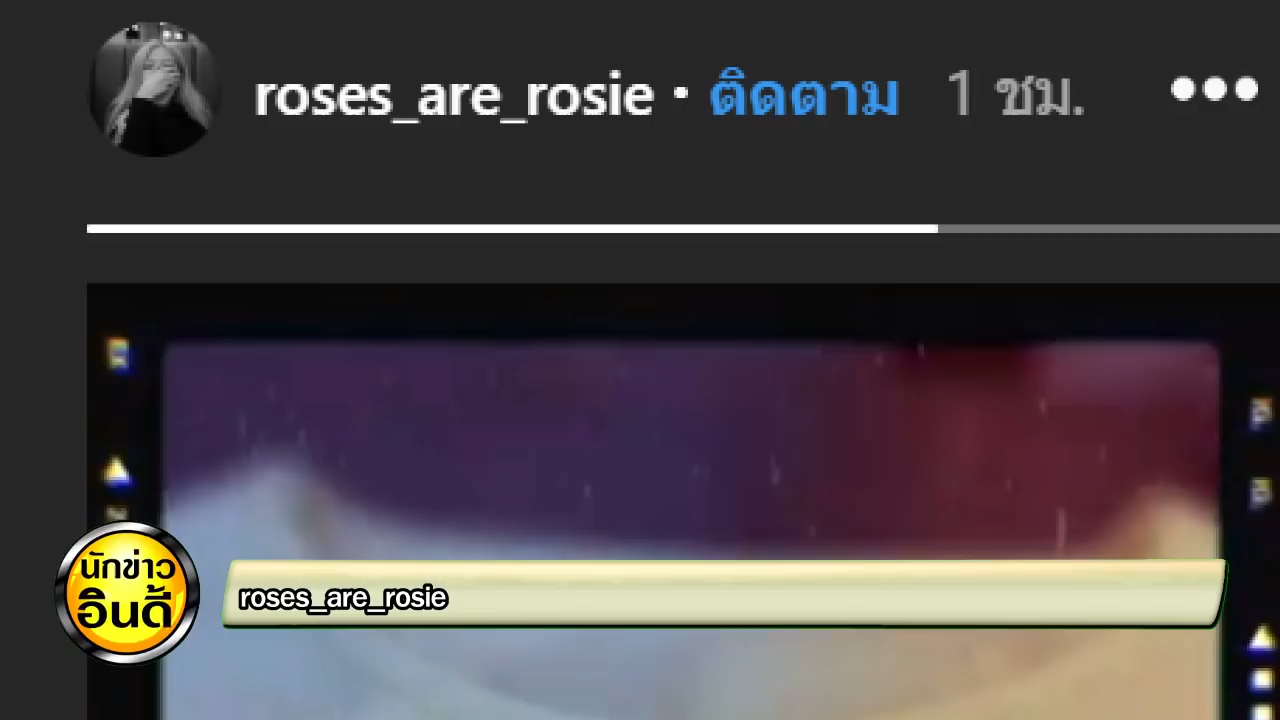 roses_are_rosie • ติดตาม 1 ชม. •••
นักข่าว
อินดี้
roses_are_rosie